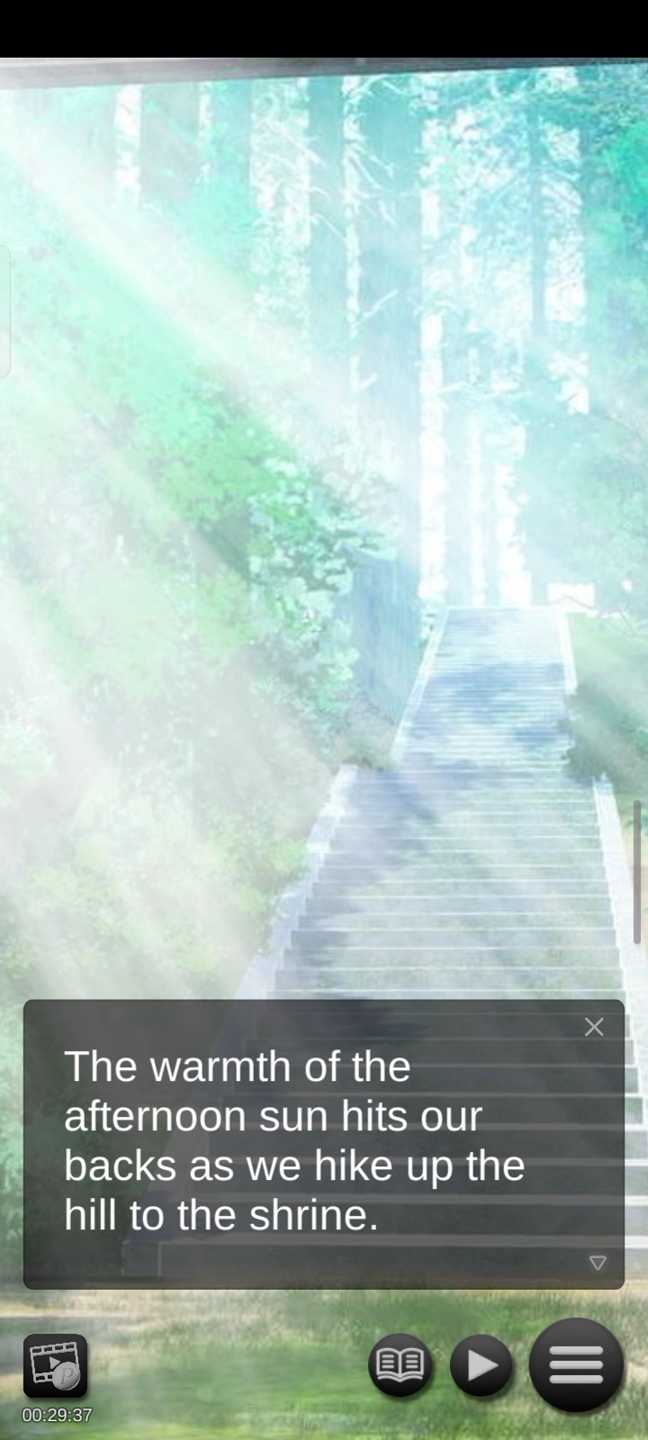 The warmth of the
afternoon sun hits our
backs as we hike up the
hill to the shrine.
P
00:29:37